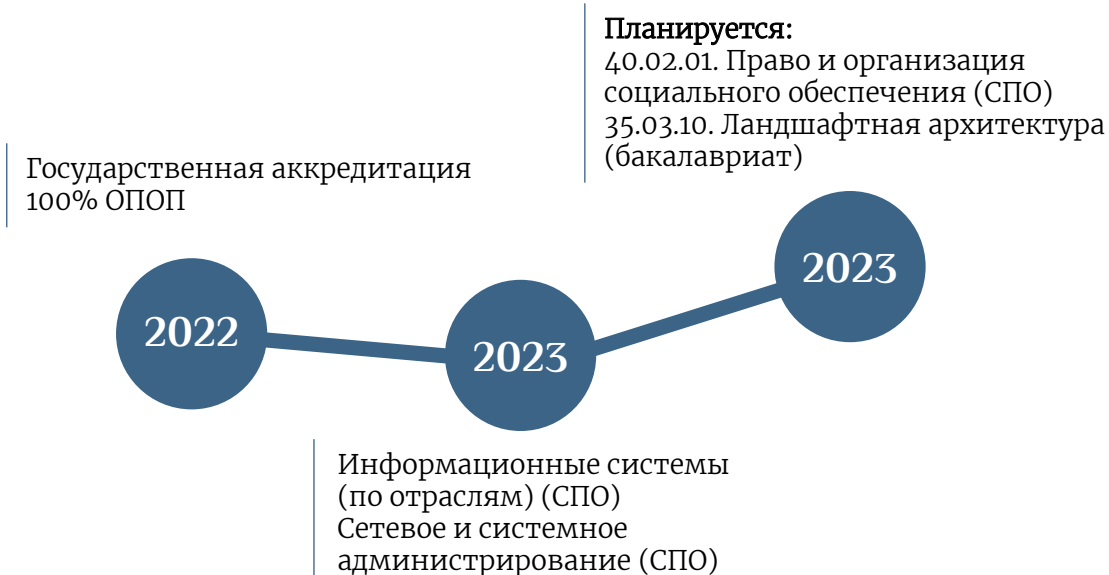 Планируется:
40.02.01. Право и организация
социального обеспечения (СПО)
35.03.10. Ландшафтная архитектура
(бакалавриат)
Государственная аккредитация
100% ОПОП
2022
2023
2023
Информационные системы
(по отраслям) (СПО)
Сетевое и системное
администрирование (СПО)